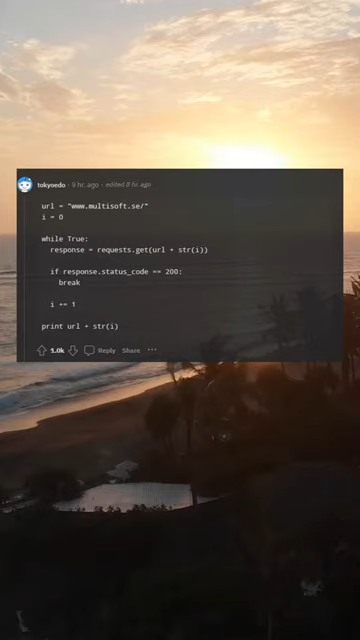 tokyoedo · 9 hr. ago · edited 8 hr. ago
url = "www.multisoft.se/"
i = 0
while True:
response = requests.get(url + str(i))
if response.status_code == 200:
break
i += 1
print url + str(i)
1.0k Reply Share ...